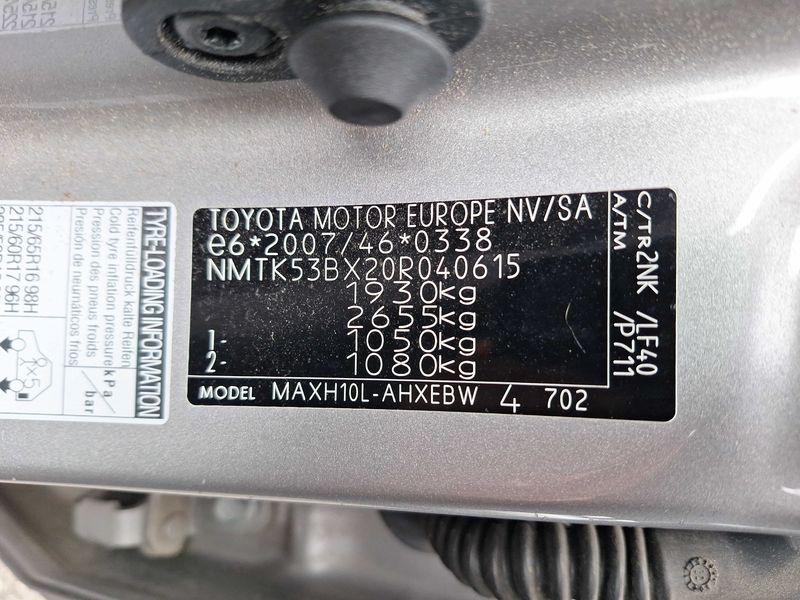 TOYOTA MOTOR EUROPE NV/SA
e6*2007/46*0338
NMTK53BX20R040615
1930kg
2655kg
1- 1050kg
2- 1080kg
MODEL MAXH10L-AHXEBW 4 702
C/TR 2NK /LF40
A/TM /P711
TYRE-LOADING INFORMATION
Reifenfülldruck kalte Reifen
Cold tyre inflation pressure
Pression des pneus froids
Presión de neumáticos fríos
kPa/bar
215/65R16 98H
215/60R17 96H
1×5